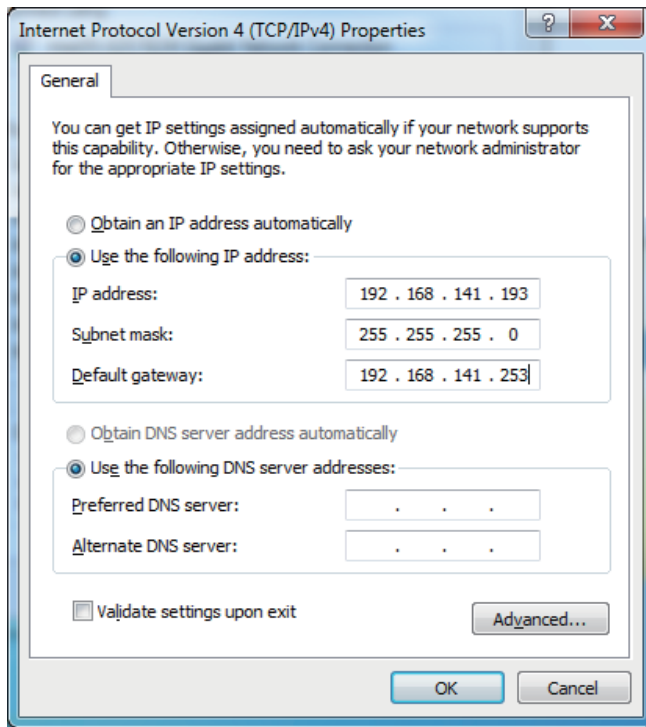 Internet Protocol Version 4 (TCP/IPv4) Properties
?
X
General
You can get IP settings assigned automatically if your network supports
this capability. Otherwise, you need to ask your network administrator
for the appropriate IP settings.
Obtain an IP address automatically
Use the following IP address:
IP address: 192 . 168 . 141 . 193
Subnet mask: 255 . 255 . 255 . 0
Default gateway: 192 . 168 . 141 . 253
Obtain DNS server address automatically
Use the following DNS server addresses:
Preferred DNS server: . . .
Alternate DNS server: . . .
Validate settings upon exit
Advanced...
OK Cancel